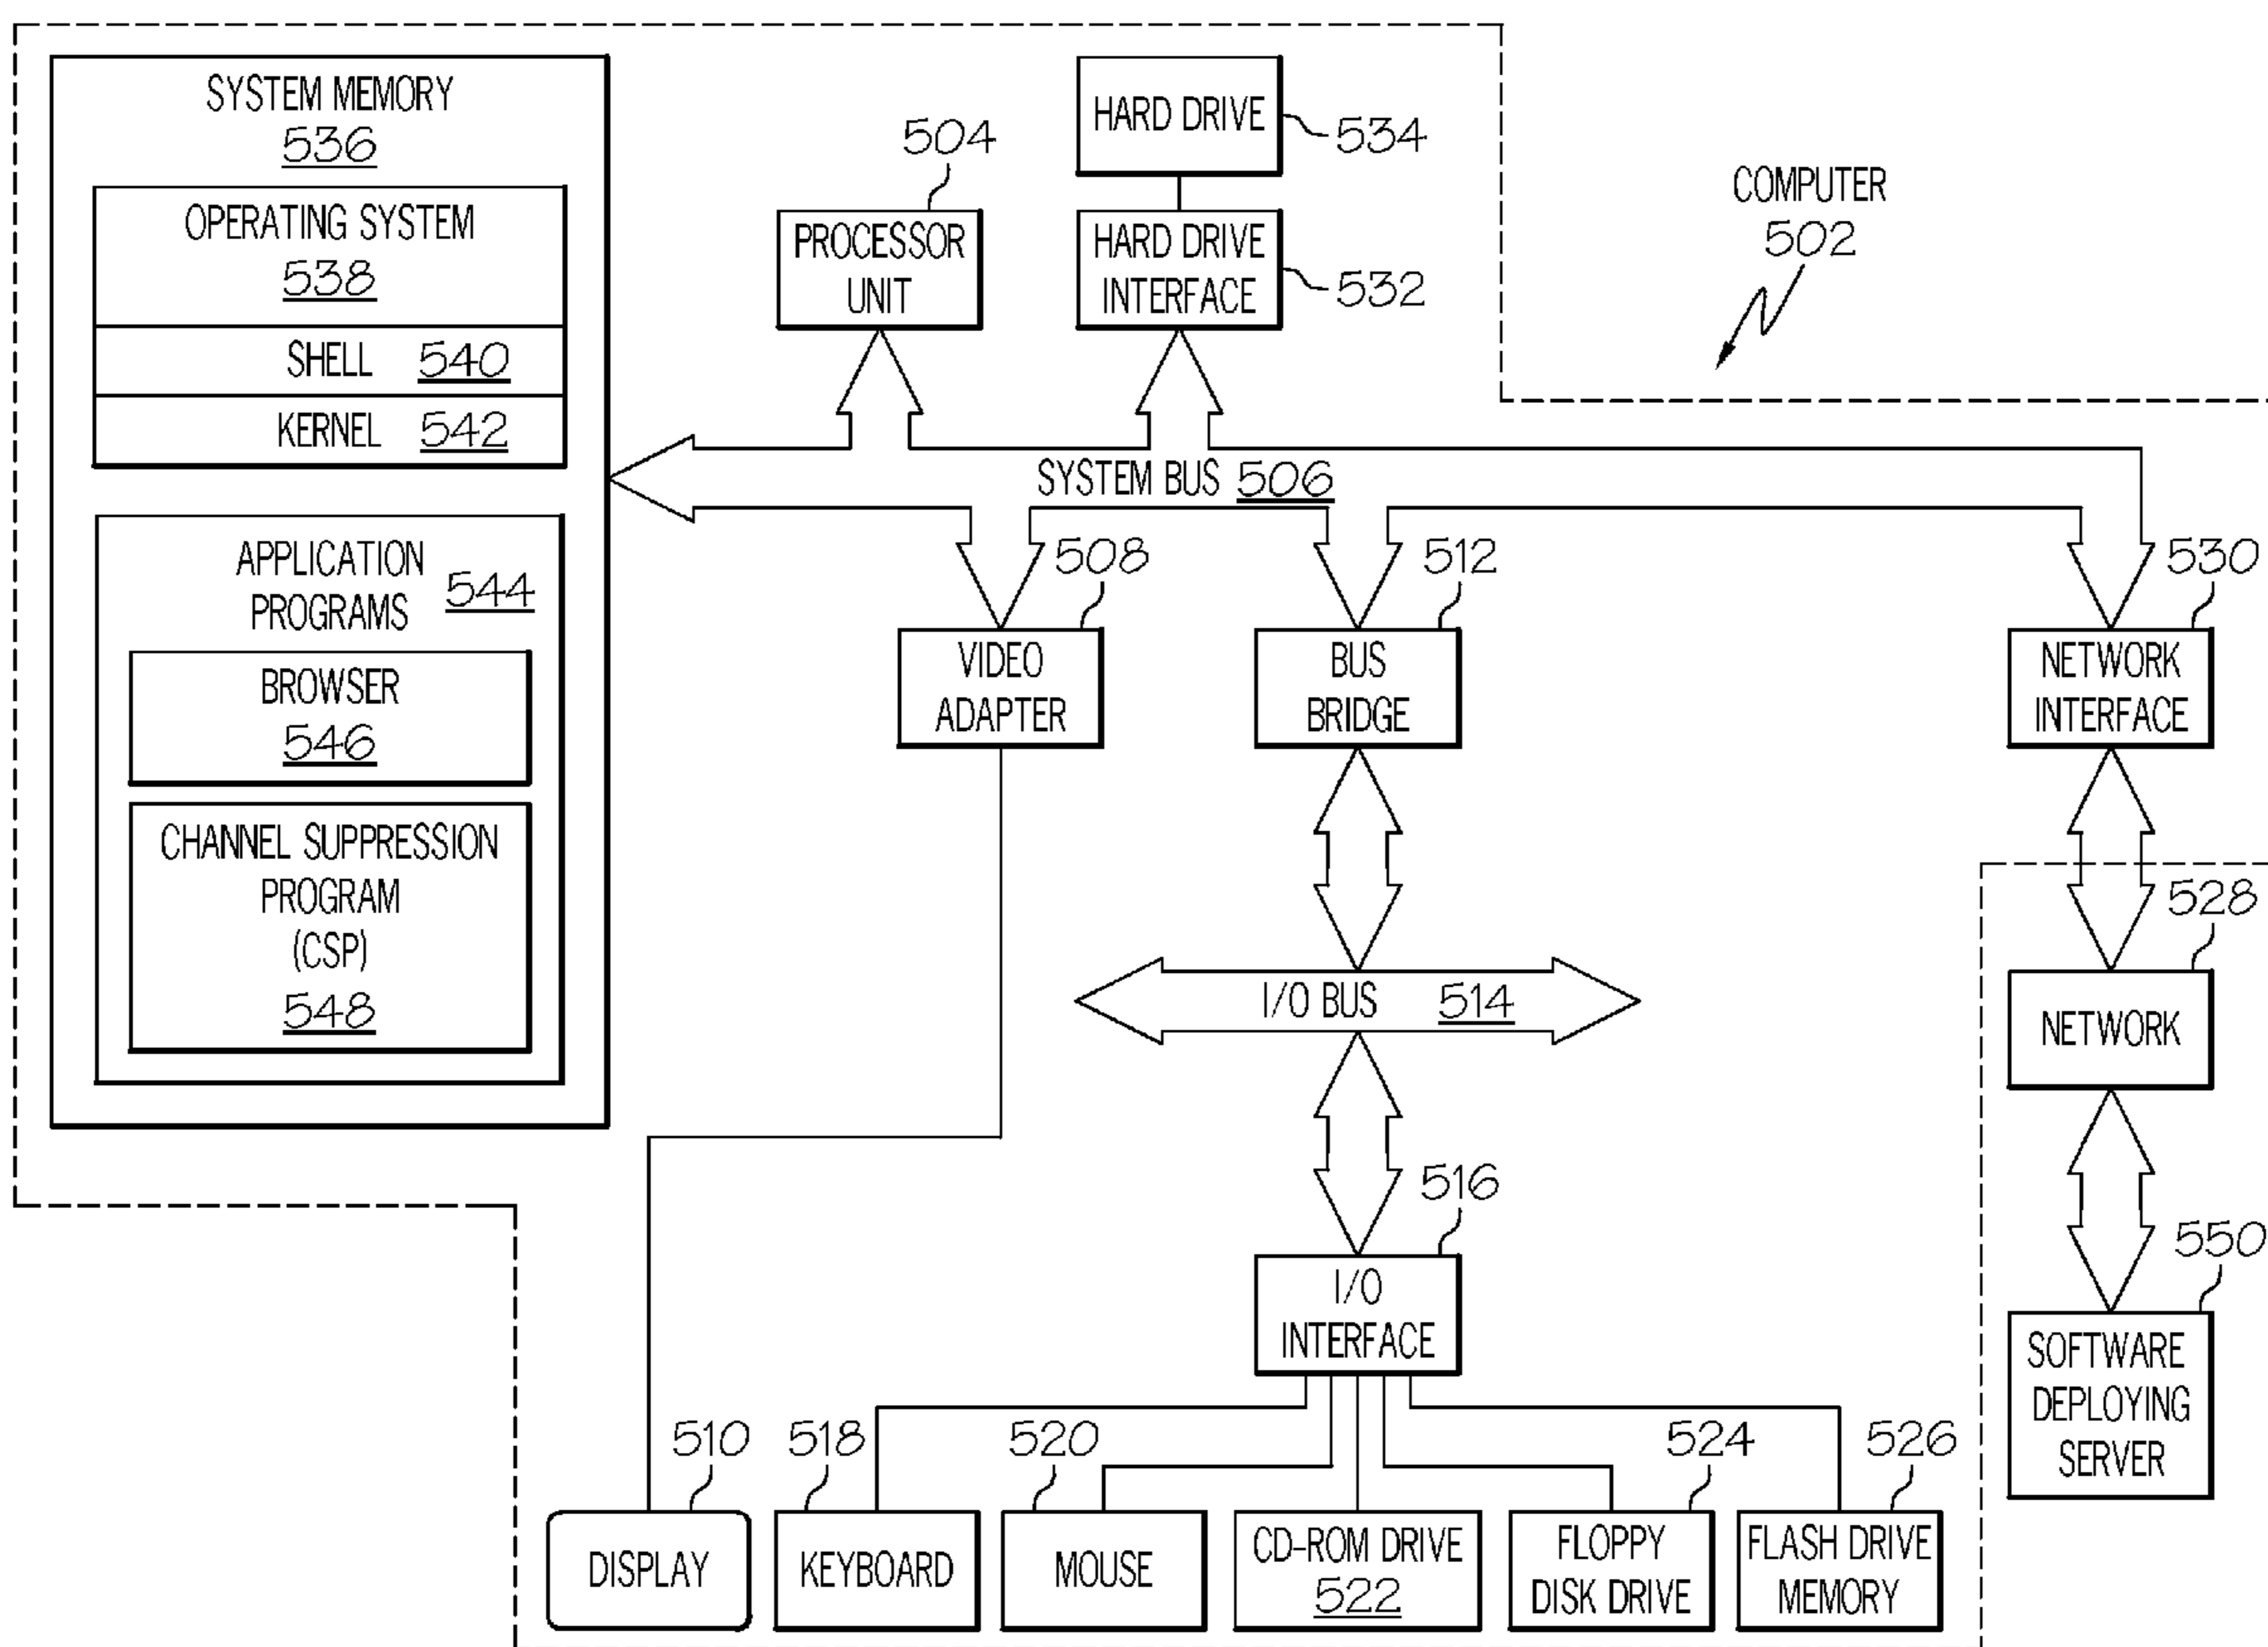 SYSTEM MEMORY
536
OPERATING SYSTEM
538
SHELL 540
KERNEL 542
APPLICATION
PROGRAMS
544
BROWSER
546
CHANNEL SUPPRESSION
PROGRAM
(CSP)
548
504
PROCESSOR
UNIT
HARD DRIVE
534
HARD DRIVE
INTERFACE
532
COMPUTER
502
SYSTEM BUS 506
508
VIDEO
ADAPTER
512
BUS
BRIDGE
530
NETWORK
INTERFACE
I/O BUS 514
528
NETWORK
516
I/O
INTERFACE
550
SOFTWARE
DEPLOYING
SERVER
510
DISPLAY
518
KEYBOARD
520
MOUSE
CD-ROM DRIVE
522
524
FLOPPY
DISK DRIVE
526
FLASH DRIVE
MEMORY